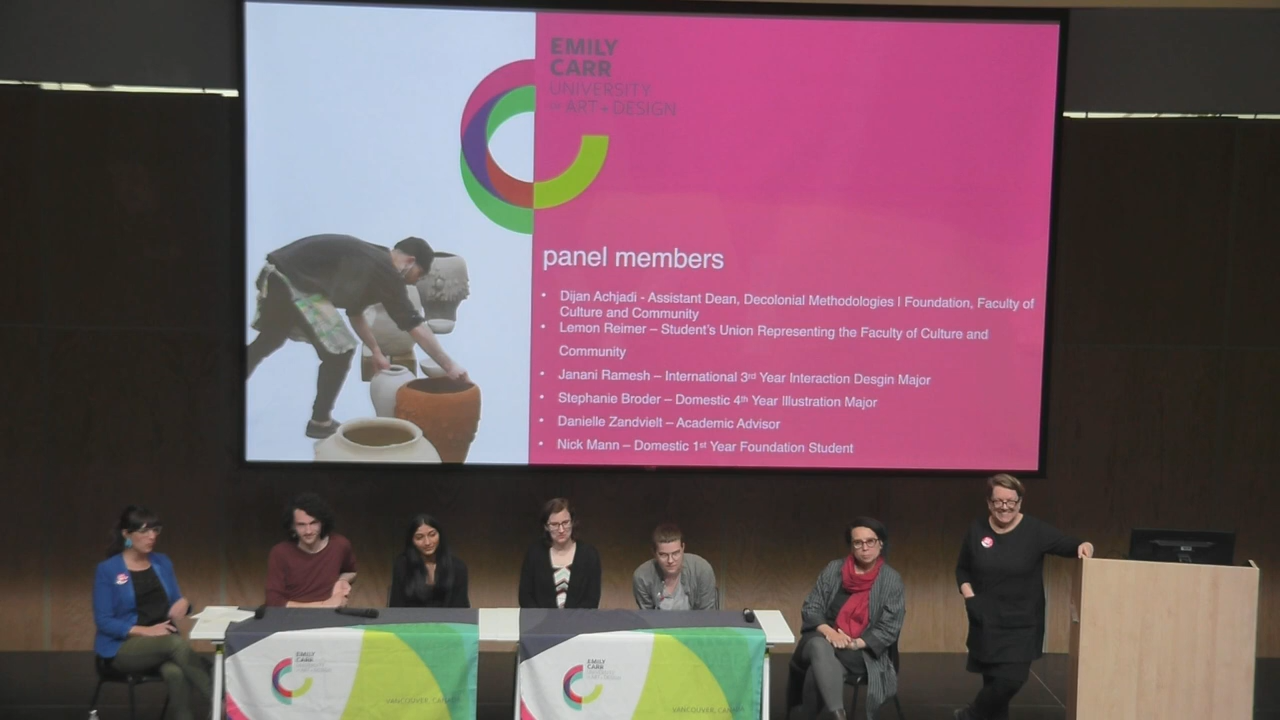 EMILY
CARR
UNIVERSITY
OF ART + DESIGN
panel members
• Dijan Achjadi - Assistant Dean, Decolonial Methodologies | Foundation, Faculty of
Culture and Community
• Lemon Reimer – Student's Union Representing the Faculty of Culture and
Community
• Janani Ramesh – International 3rd Year Interaction Desgin Major
• Stephanie Broder – Domestic 4th Year Illustration Major
• Danielle Zandvielt – Academic Advisor
• Nick Mann – Domestic 1st Year Foundation Student
EMILY
CARR
UNIVERSITY
VANCOUVER, CANADA
EMILY
CARR
UNIVERSITY
VANCOUVER, CANADA